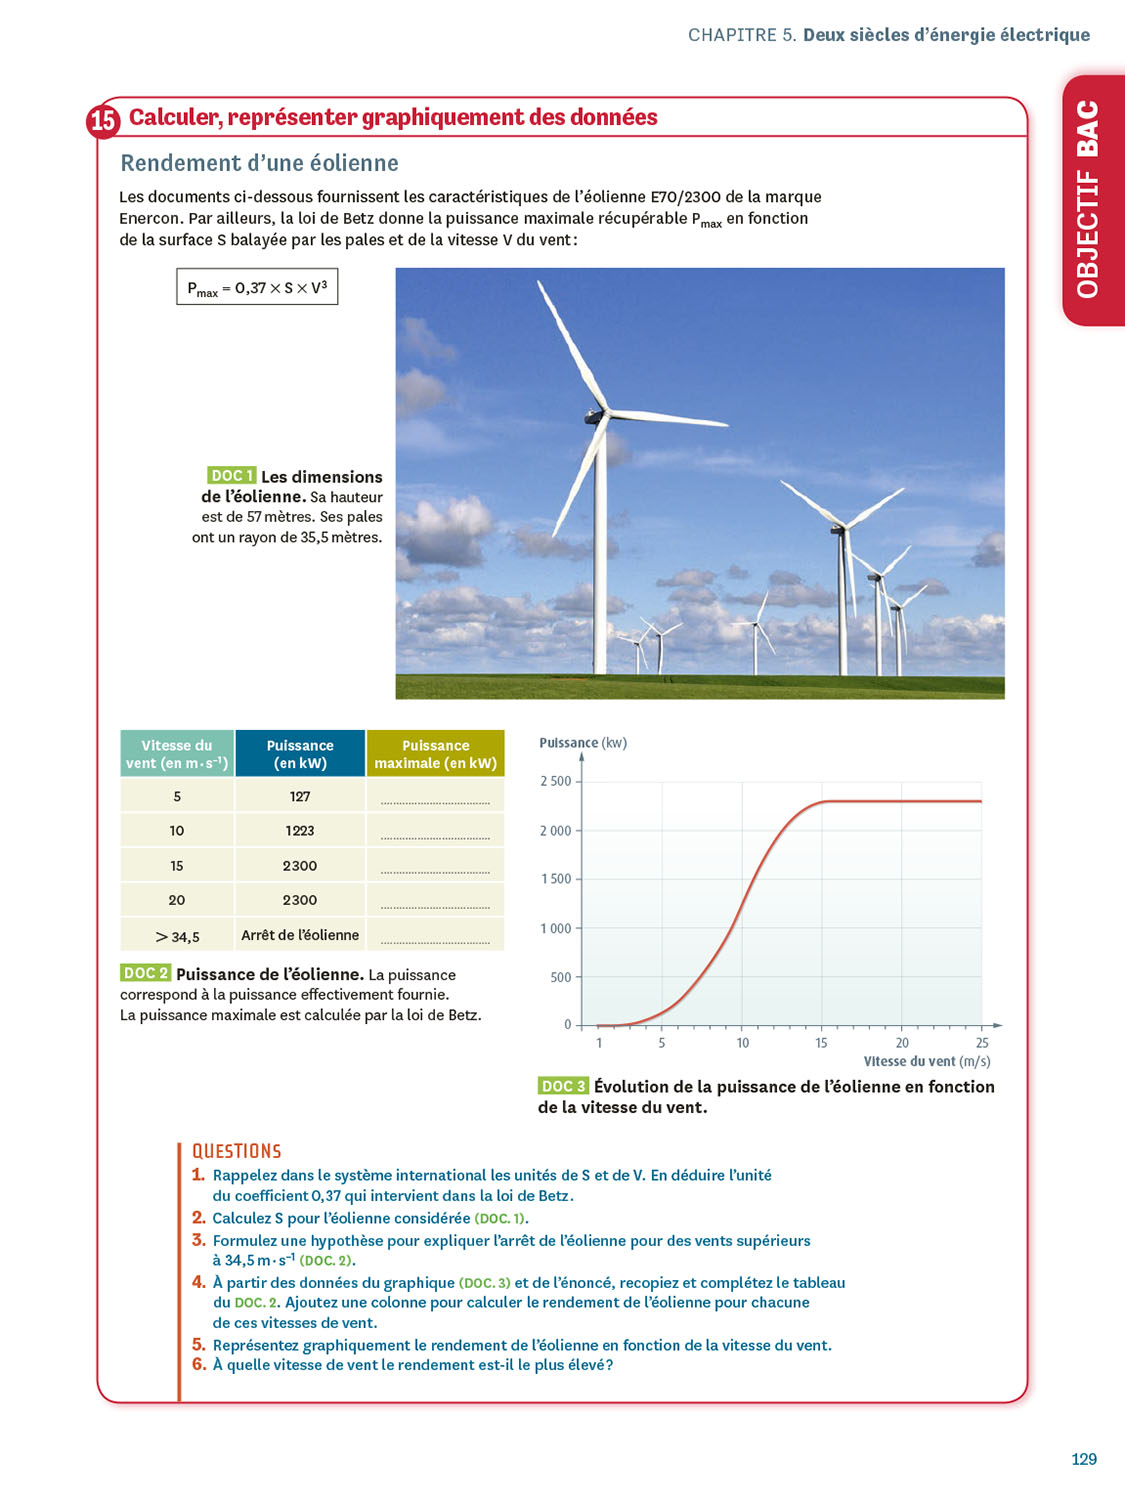 CHAPITRE 5. Deux siècles d’énergie électrique
OBJECTIF BAC
15 Calculer, représenter graphiquement des données
Rendement d’une éolienne
Les documents ci-dessous fournissent les caractéristiques de l’éolienne E70/2300 de la marque
Enercon. Par ailleurs, la loi de Betz donne la puissance maximale récupérable Pmax en fonction
de la surface S balayée par les pales et de la vitesse V du vent :
Pmax = 0,37 × S × V³
DOC 1 Les dimensions
de l’éolienne. Sa hauteur
est de 57 mètres. Ses pales
ont un rayon de 35,5 mètres.
Vitesse du Puissance Puissance
vent (en m·s⁻¹) (en kW) maximale (en kW)
5 127 ....................................
10 1223 ....................................
15 2300 ....................................
20 2300 ....................................
> 34,5 Arrêt de l’éolienne ....................................
DOC 2 Puissance de l’éolienne. La puissance
correspond à la puissance effectivement fournie.
La puissance maximale est calculée par la loi de Betz.
Puissance (kw)
2 500
2 000
1 500
1 000
500
0
1 5 10 15 20 25
Vitesse du vent (m/s)
DOC 3 Évolution de la puissance de l’éolienne en fonction
de la vitesse du vent.
QUESTIONS
1. Rappelez dans le système international les unités de S et de V. En déduire l’unité
du coefficient 0,37 qui intervient dans la loi de Betz.
2. Calculez S pour l’éolienne considérée (DOC. 1).
3. Formulez une hypothèse pour expliquer l’arrêt de l’éolienne pour des vents supérieurs
à 34,5 m·s⁻¹ (DOC. 2).
4. À partir des données du graphique (DOC. 3) et de l’énoncé, recopiez et complétez le tableau
du DOC. 2. Ajoutez une colonne pour calculer le rendement de l’éolienne pour chacune
de ces vitesses de vent.
5. Représentez graphiquement le rendement de l’éolienne en fonction de la vitesse du vent.
6. À quelle vitesse de vent le rendement est-il le plus élevé ?
129